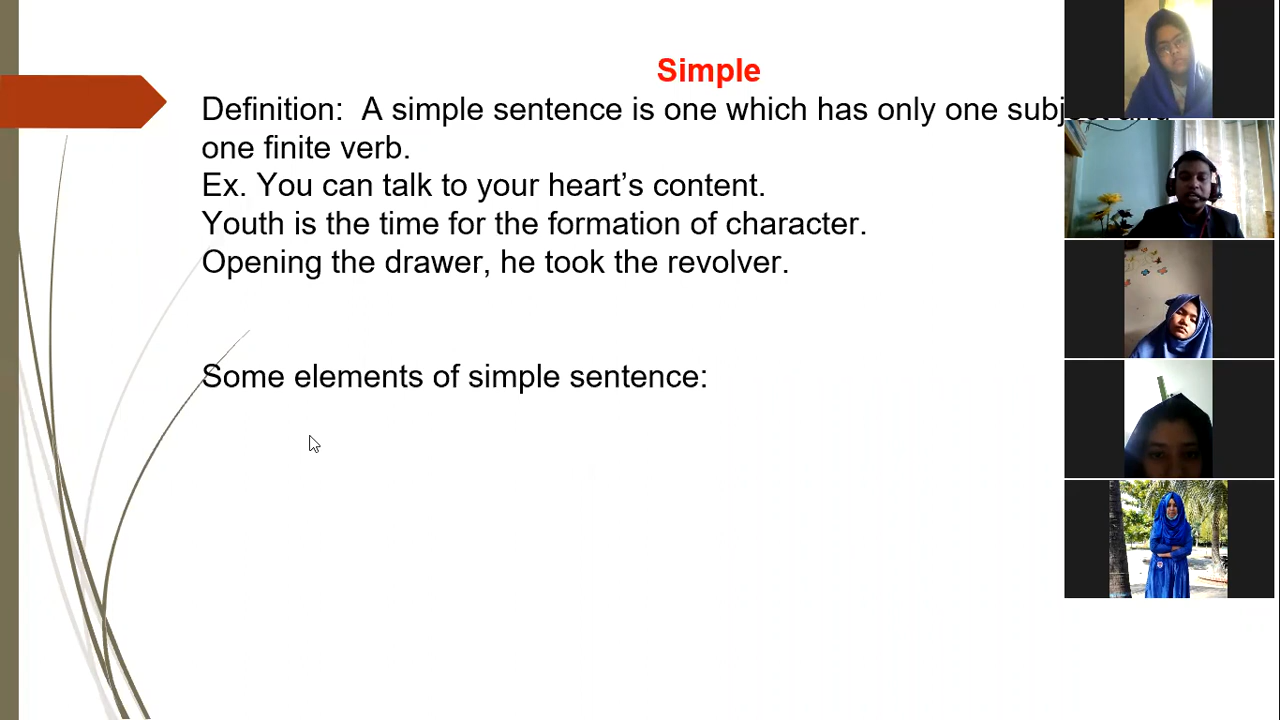 Simple
Definition: A simple sentence is one which has only one subject and
one finite verb.
Ex. You can talk to your heart’s content.
Youth is the time for the formation of character.
Opening the drawer, he took the revolver.
Some elements of simple sentence: